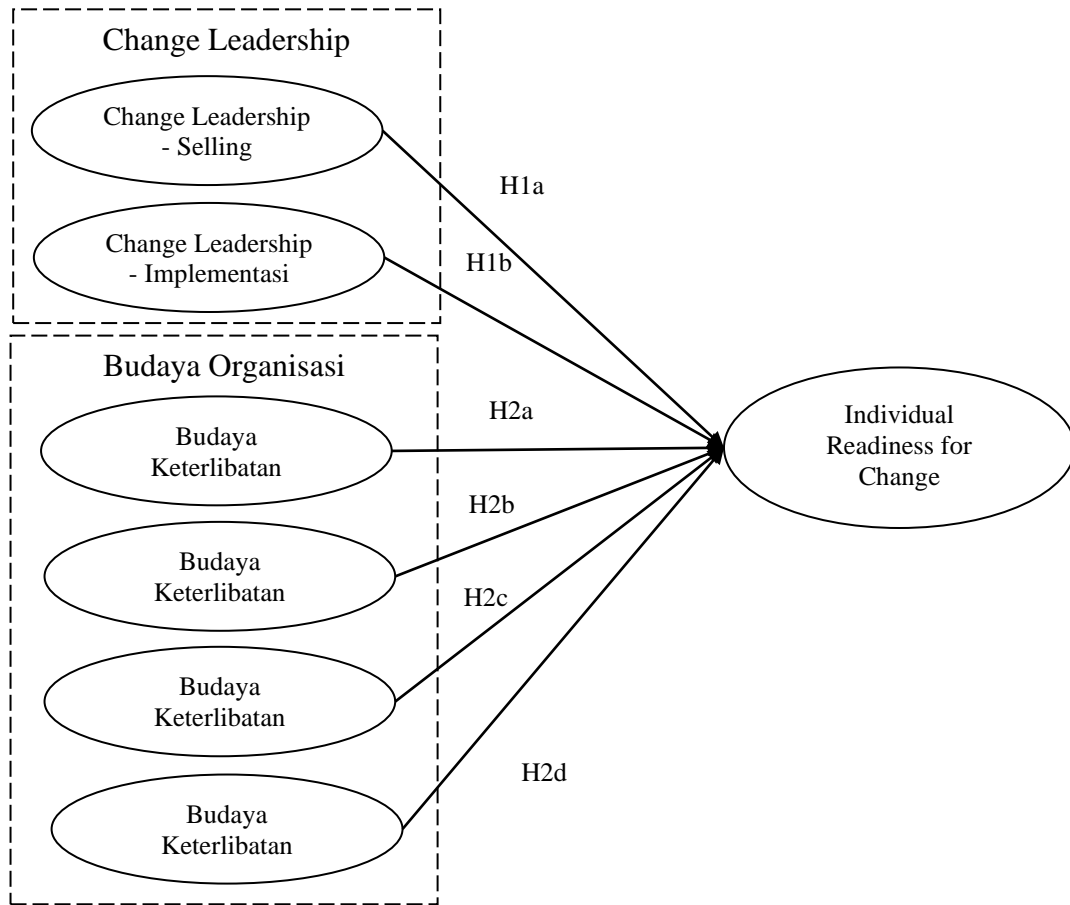 Change Leadership
Change Leadership
- Selling
H1a
Change Leadership
- Implementasi
H1b
Budaya Organisasi
Budaya
Keterlibatan
H2a
Budaya
Keterlibatan
H2b
Budaya
Keterlibatan
H2c
Budaya
Keterlibatan
H2d
Individual
Readiness for
Change